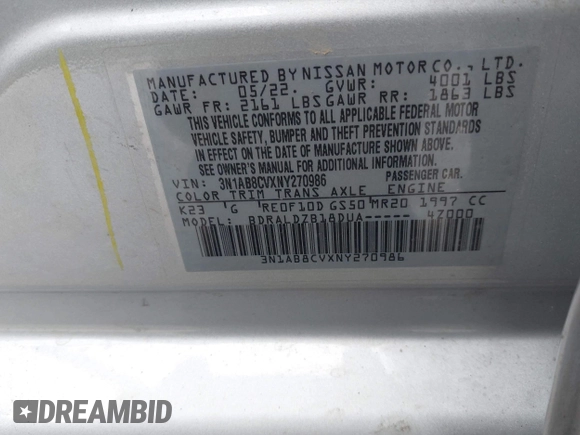 MANUFACTURED BY NISSAN MOTOR CO., LTD.
DATE: 05/22. GVWR: 4001 LBS
GAWR FR: 2161 LBS GAWR RR: 1863 LBS
THIS VEHICLE CONFORMS TO ALL APPLICABLE FEDERAL MOTOR
VEHICLE SAFETY, BUMPER AND THEFT PREVENTION STANDARDS
IN EFFECT ON THE DATE OF MANUFACTURE SHOWN ABOVE.
SEE OWNER'S MANUAL FOR ADDITIONAL INFORMATION.
VIN: 3N1AB8CVXNY270986 PASSENGER CAR.
COLOR TRIM TRANS AXLE ENGINE
K23 G RE0F10D GS50 MR20 1997 CC
MODEL: BDRALDZB18DUA----- 4Z000
3N1AB8CVXNY270986
DREAMBID